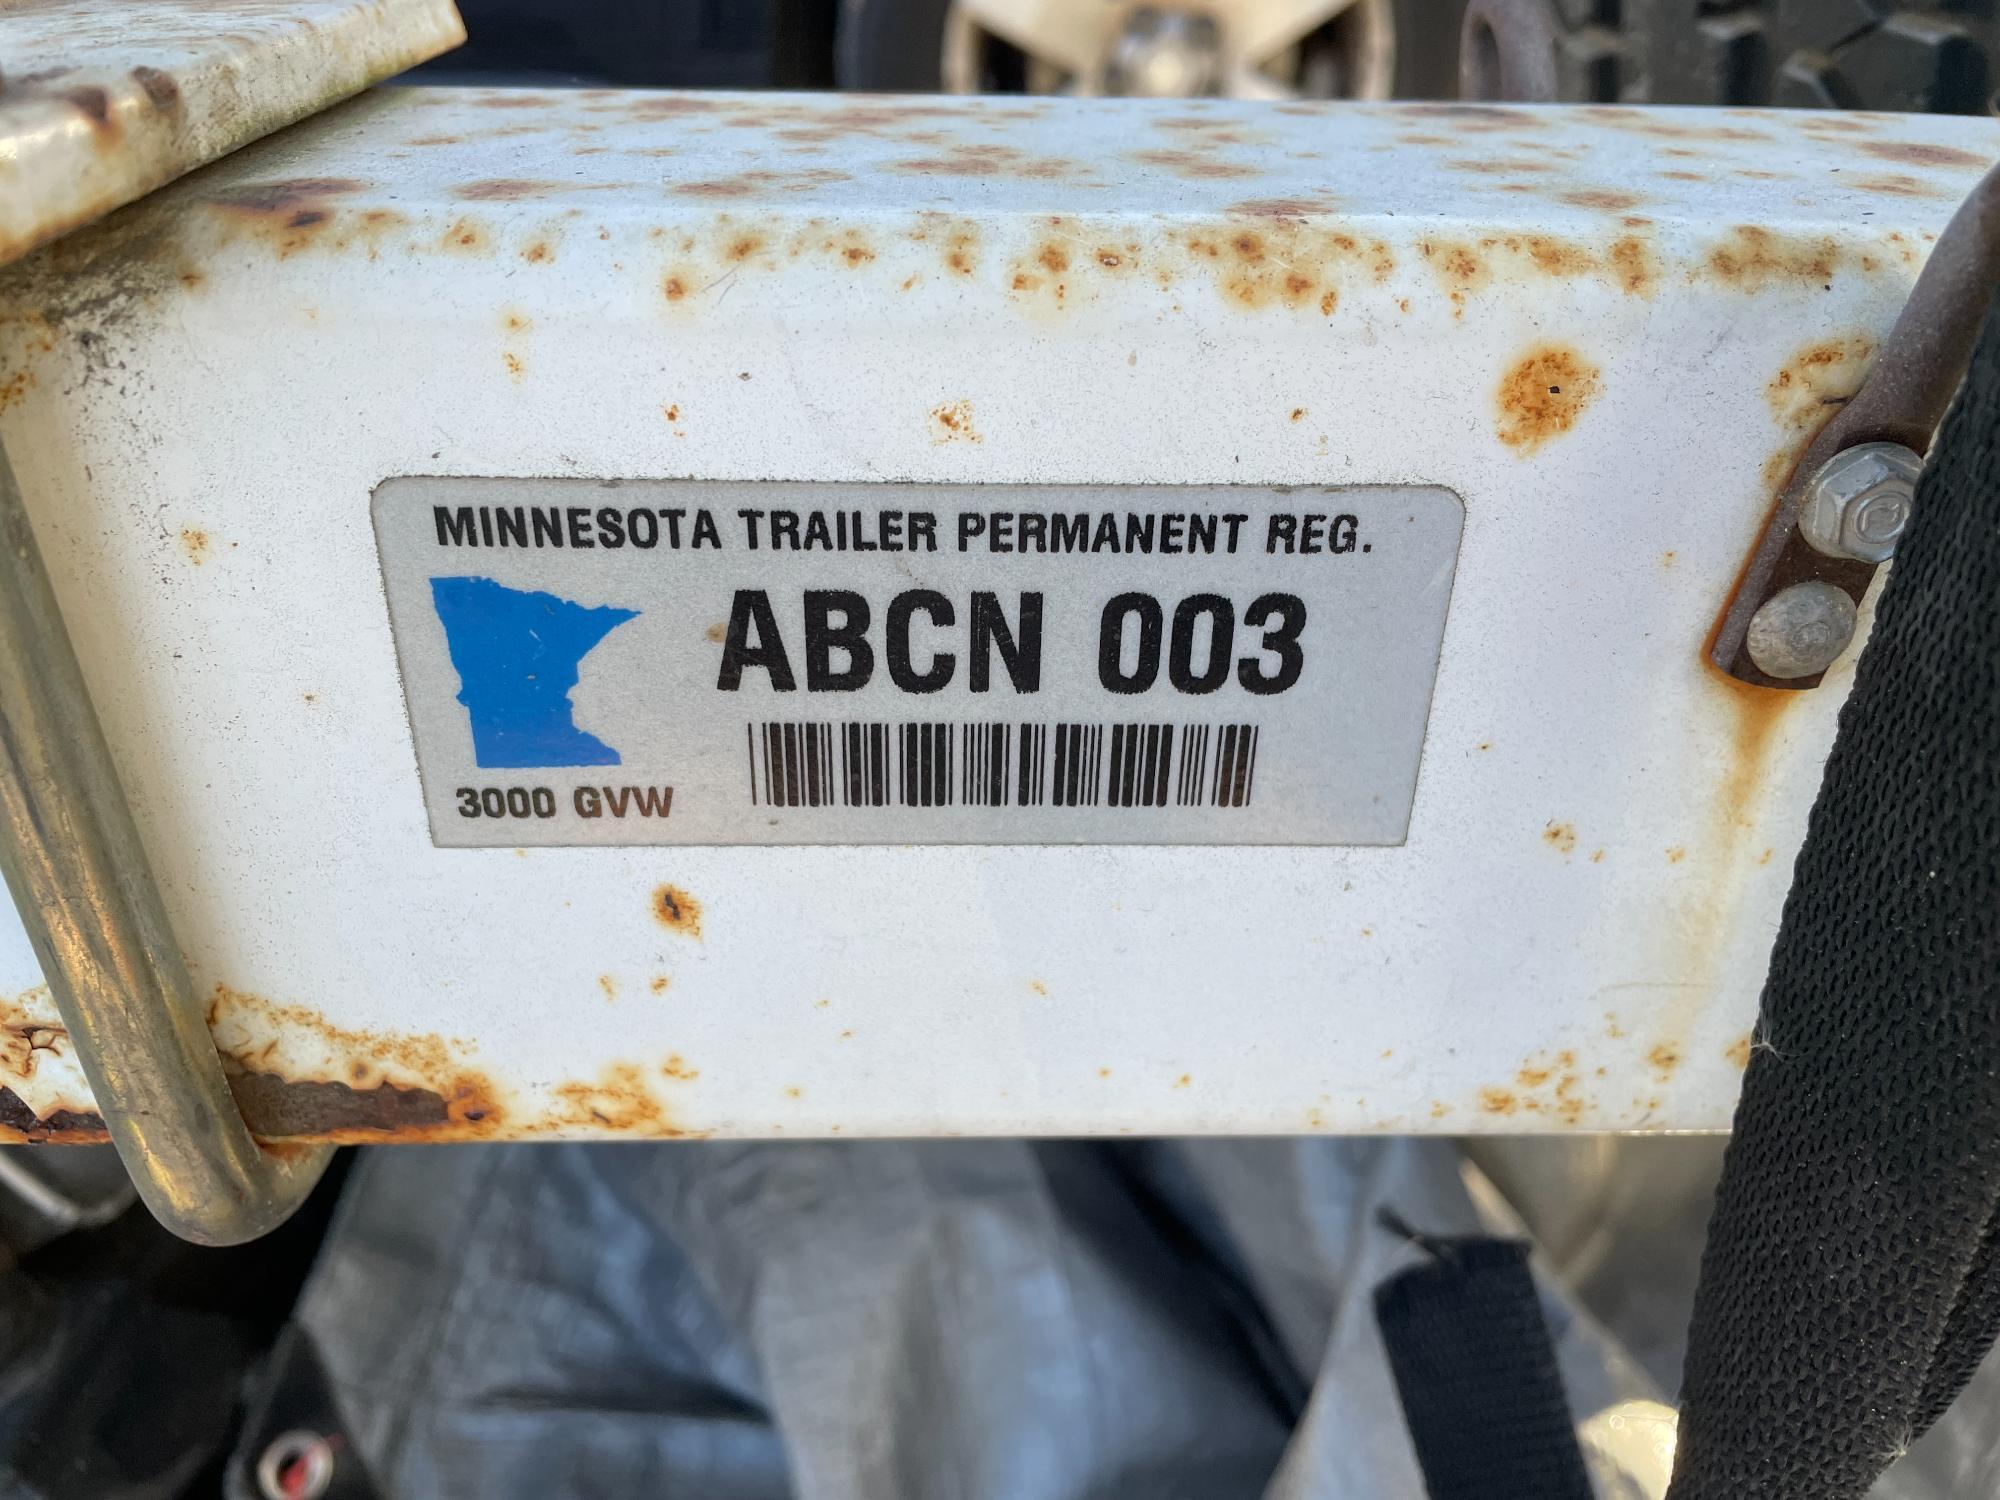 MINNESOTA TRAILER PERMANENT REG.
ABCN 003
3000 GVW